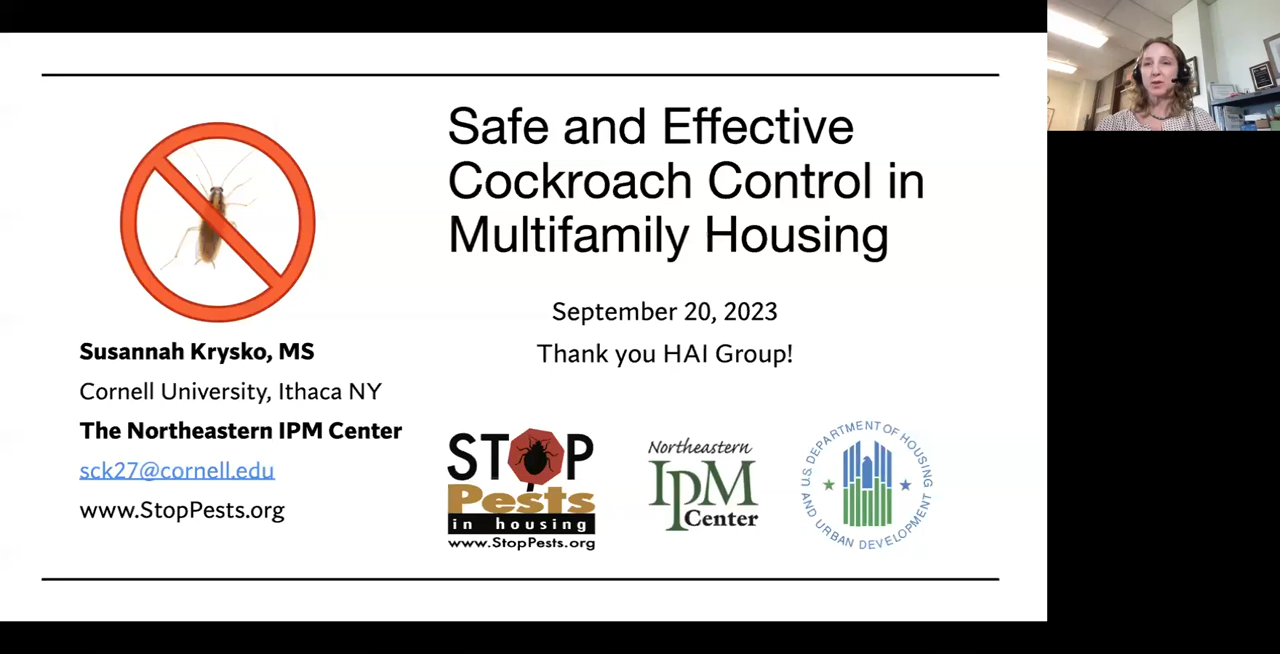 Safe and Effective
Cockroach Control in
Multifamily Housing
September 20, 2023
Thank you HAI Group!
Susannah Krysko, MS
Cornell University, Ithaca NY
The Northeastern IPM Center
sck27@cornell.edu
www.StopPests.org
STOP
Pests
in housing
www.StopPests.org
Northeastern
IPM
Center
U.S. DEPARTMENT OF HOUSING
AND URBAN DEVELOPMENT